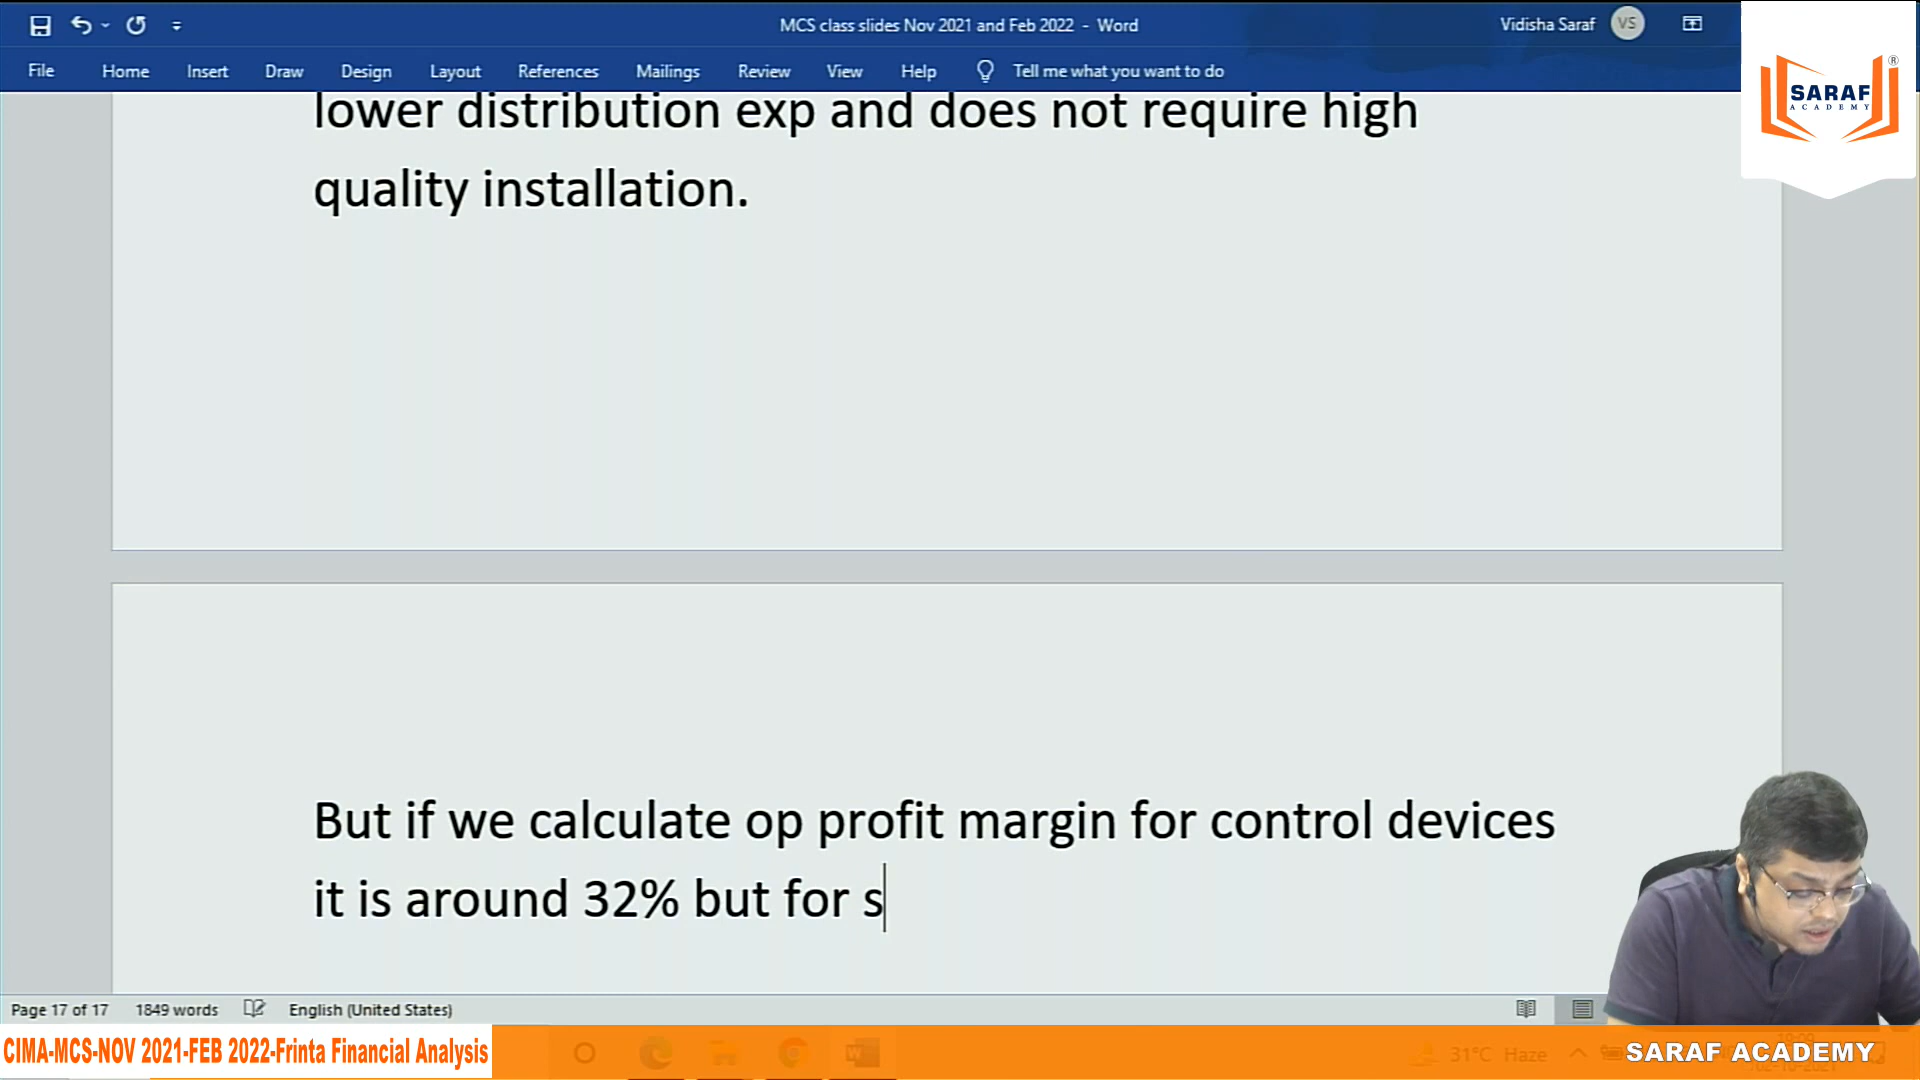 MCS class slides Nov 2021 and Feb 2022 - Word
Vidisha Saraf VS
File Home Insert Draw Design Layout References Mailings Review View Help Tell me what you want to do
SARAF
ACADEMY
lower distribution exp and does not require high
quality installation.
But if we calculate op profit margin for control devices
it is around 32% but for s
Page 17 of 17 1849 words English (United States)
CIMA-MCS-NOV 2021-FEB 2022-Frinta Financial Analysis
31°C Haze
SARAF ACADEMY